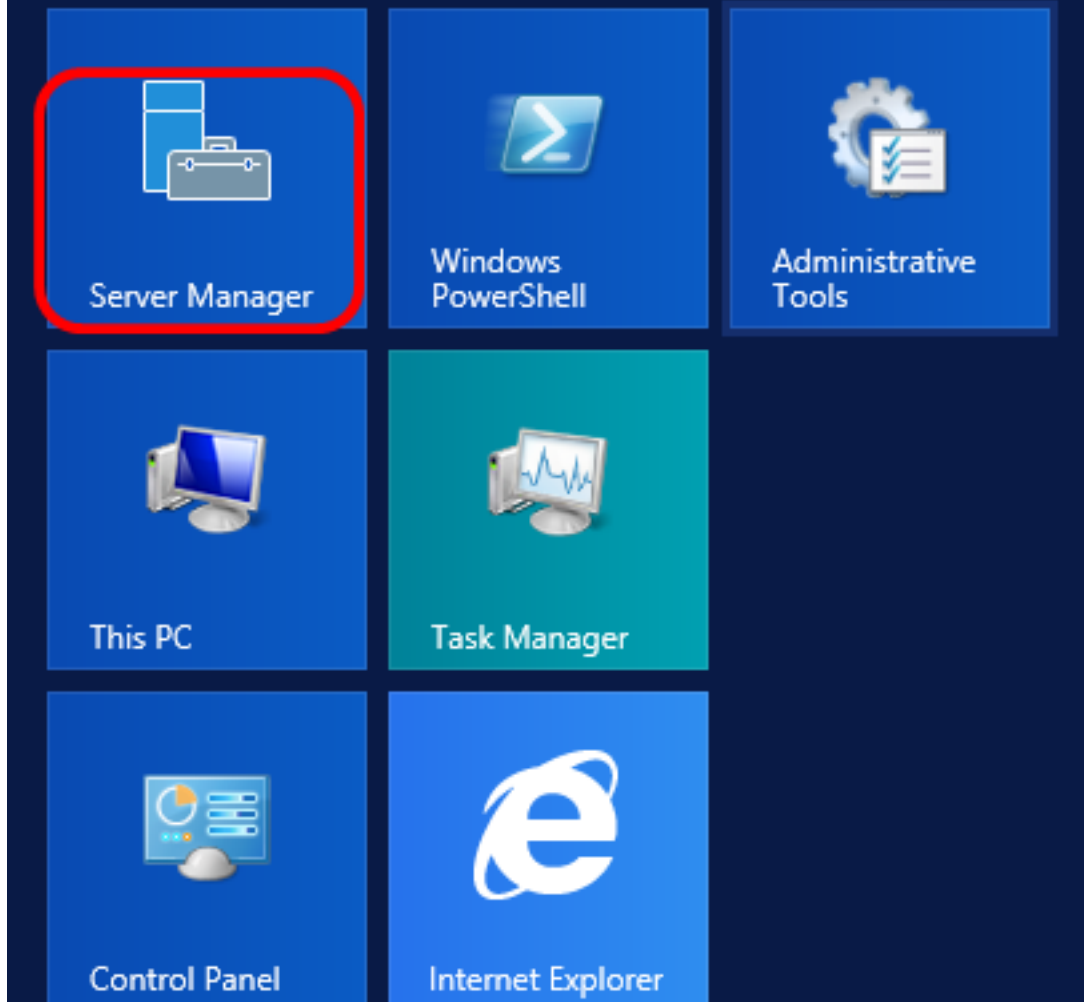 Server Manager
Windows
PowerShell
Administrative
Tools
This PC
Task Manager
Control Panel
Internet Explorer